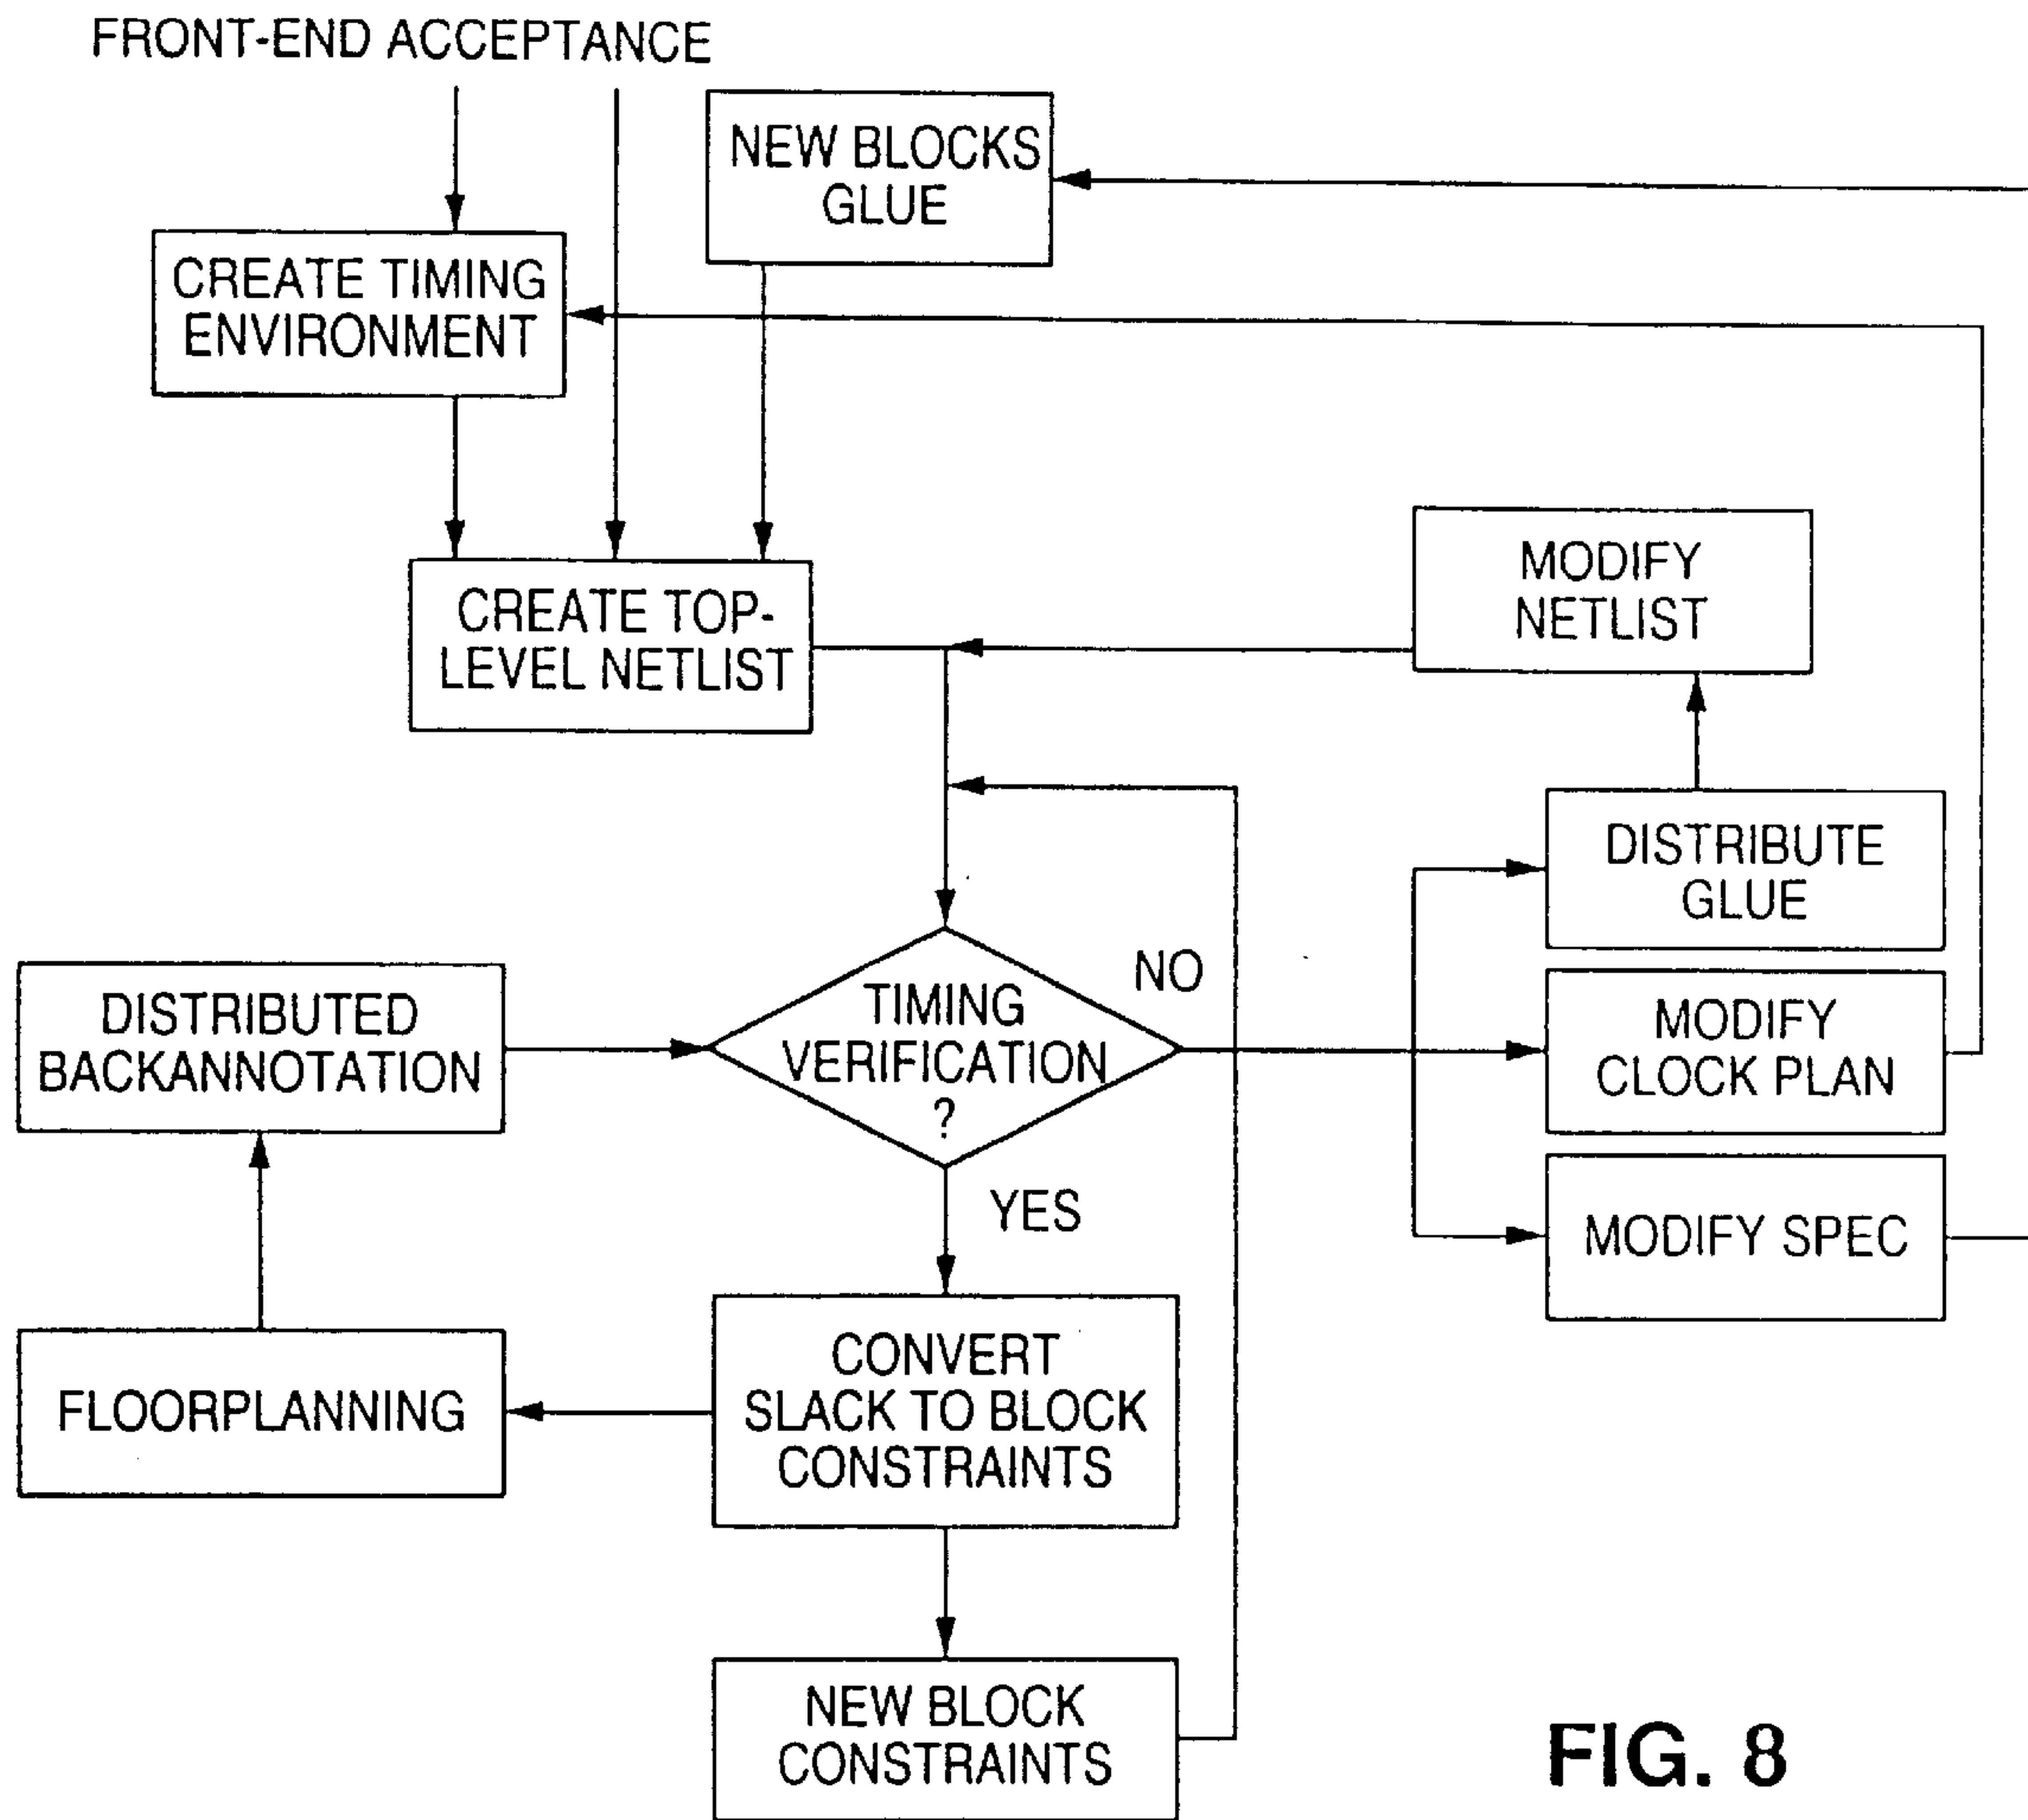 FRONT-END ACCEPTANCE
NEW BLOCKS
GLUE
CREATE TIMING
ENVIRONMENT
CREATE TOP-
LEVEL NETLIST
MODIFY
NETLIST
DISTRIBUTE
GLUE
DISTRIBUTED
BACKANNOTATION
TIMING
VERIFICATION
?
NO
MODIFY
CLOCK PLAN
YES
MODIFY SPEC
FLOORPLANNING
CONVERT
SLACK TO BLOCK
CONSTRAINTS
NEW BLOCK
CONSTRAINTS
FIG. 8